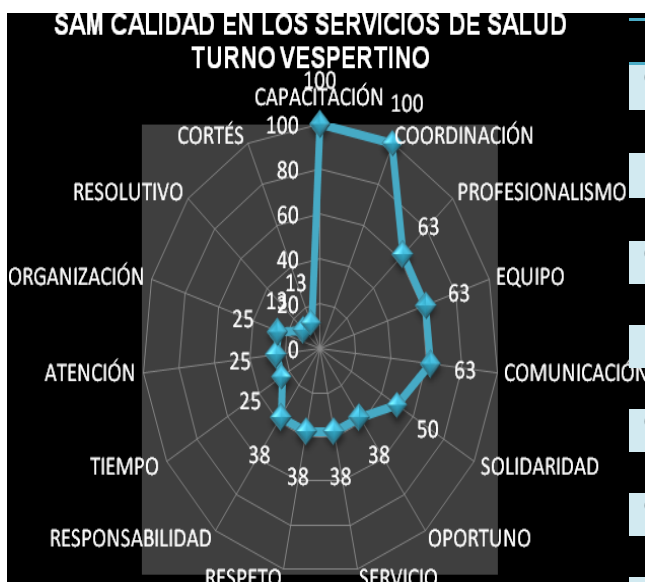 SAM CALIDAD EN LOS SERVICIOS DE SALUD
TURNO VESPERTINO
100
CAPACITACIÓN
100
COORDINACIÓN
PROFESIONALISMO
63
EQUIPO
63
COMUNICACIÓN
63
SOLIDARIDAD
50
OPORTUNO
38
SERVICIO
38
RESPETO
38
RESPONSABILIDAD
38
TIEMPO
25
ATENCIÓN
25
ORGANIZACIÓN
25
RESOLUTIVO
13
CORTÉS
13
100
80
60
40
20
0